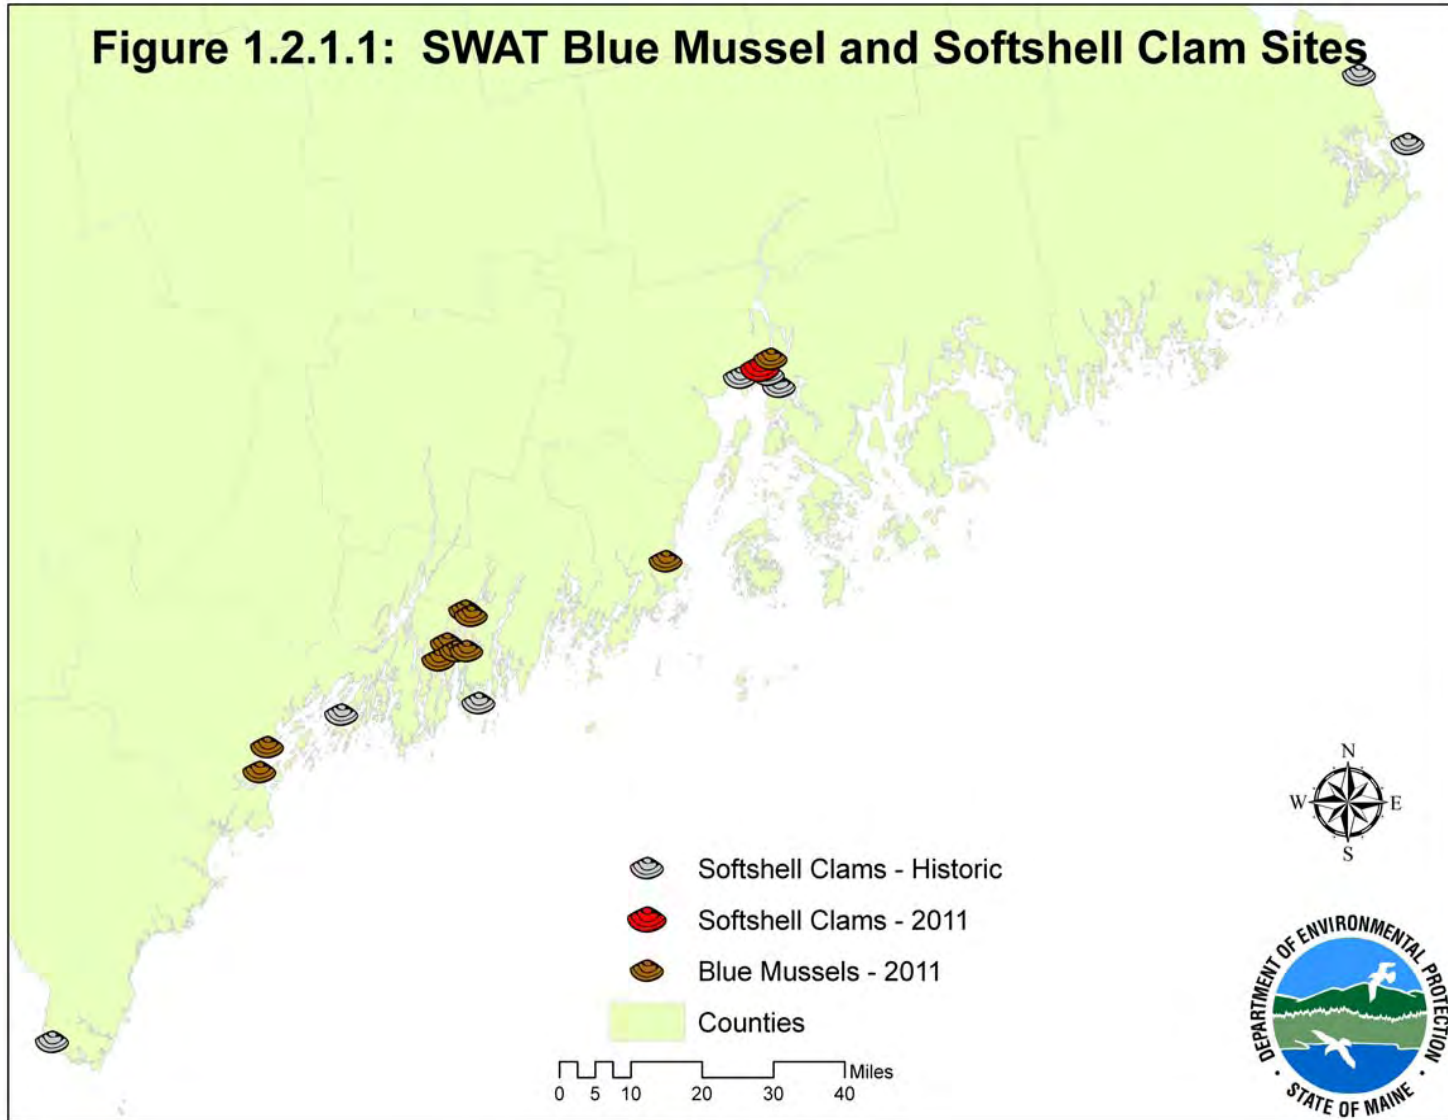 Figure 1.2.1.1: SWAT Blue Mussel and Softshell Clam Sites
N
W E
S
Softshell Clams - Historic
Softshell Clams - 2011
Blue Mussels - 2011
Counties
Miles
0 5 10 20 30 40
DEPARTMENT OF ENVIRONMENTAL PROTECTION
STATE OF MAINE